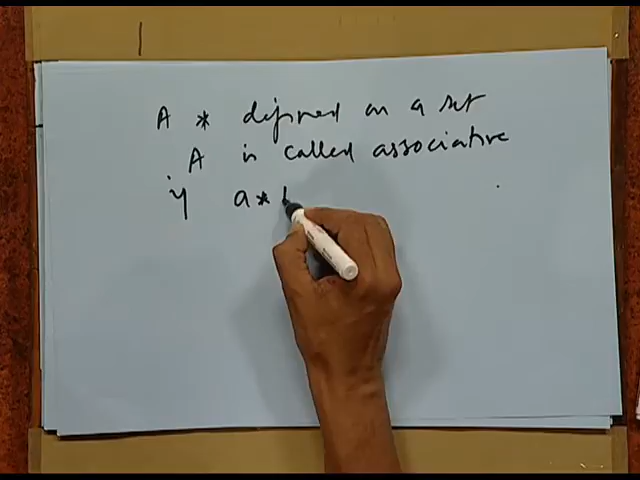 A * defined on a set
A is called associative
if a *